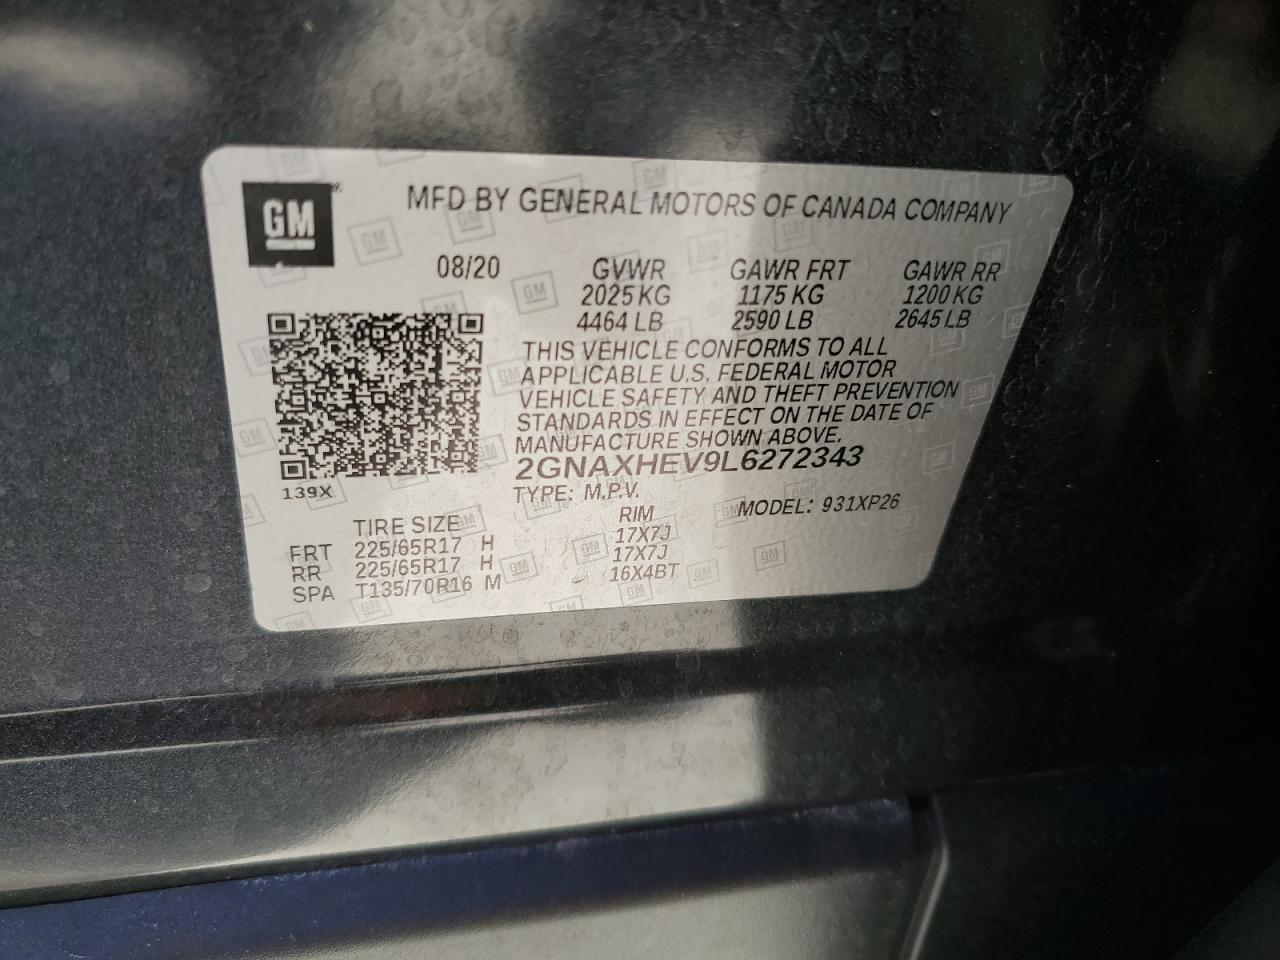 GM
MFD BY GENERAL MOTORS OF CANADA COMPANY
08/20 GVWR GAWR FRT GAWR RR
2025 KG 1175 KG 1200 KG
4464 LB 2590 LB 2645 LB
THIS VEHICLE CONFORMS TO ALL
APPLICABLE U.S. FEDERAL MOTOR
VEHICLE SAFETY AND THEFT PREVENTION
STANDARDS IN EFFECT ON THE DATE OF
MANUFACTURE SHOWN ABOVE.
2GNAXHEV9L6272343
139X
TYPE: M.P.V. MODEL: 931XP26
TIRE SIZE RIM
FRT 225/65R17 H 17X7J
RR 225/65R17 H 17X7J
SPA T135/70R16 M 16X4BT